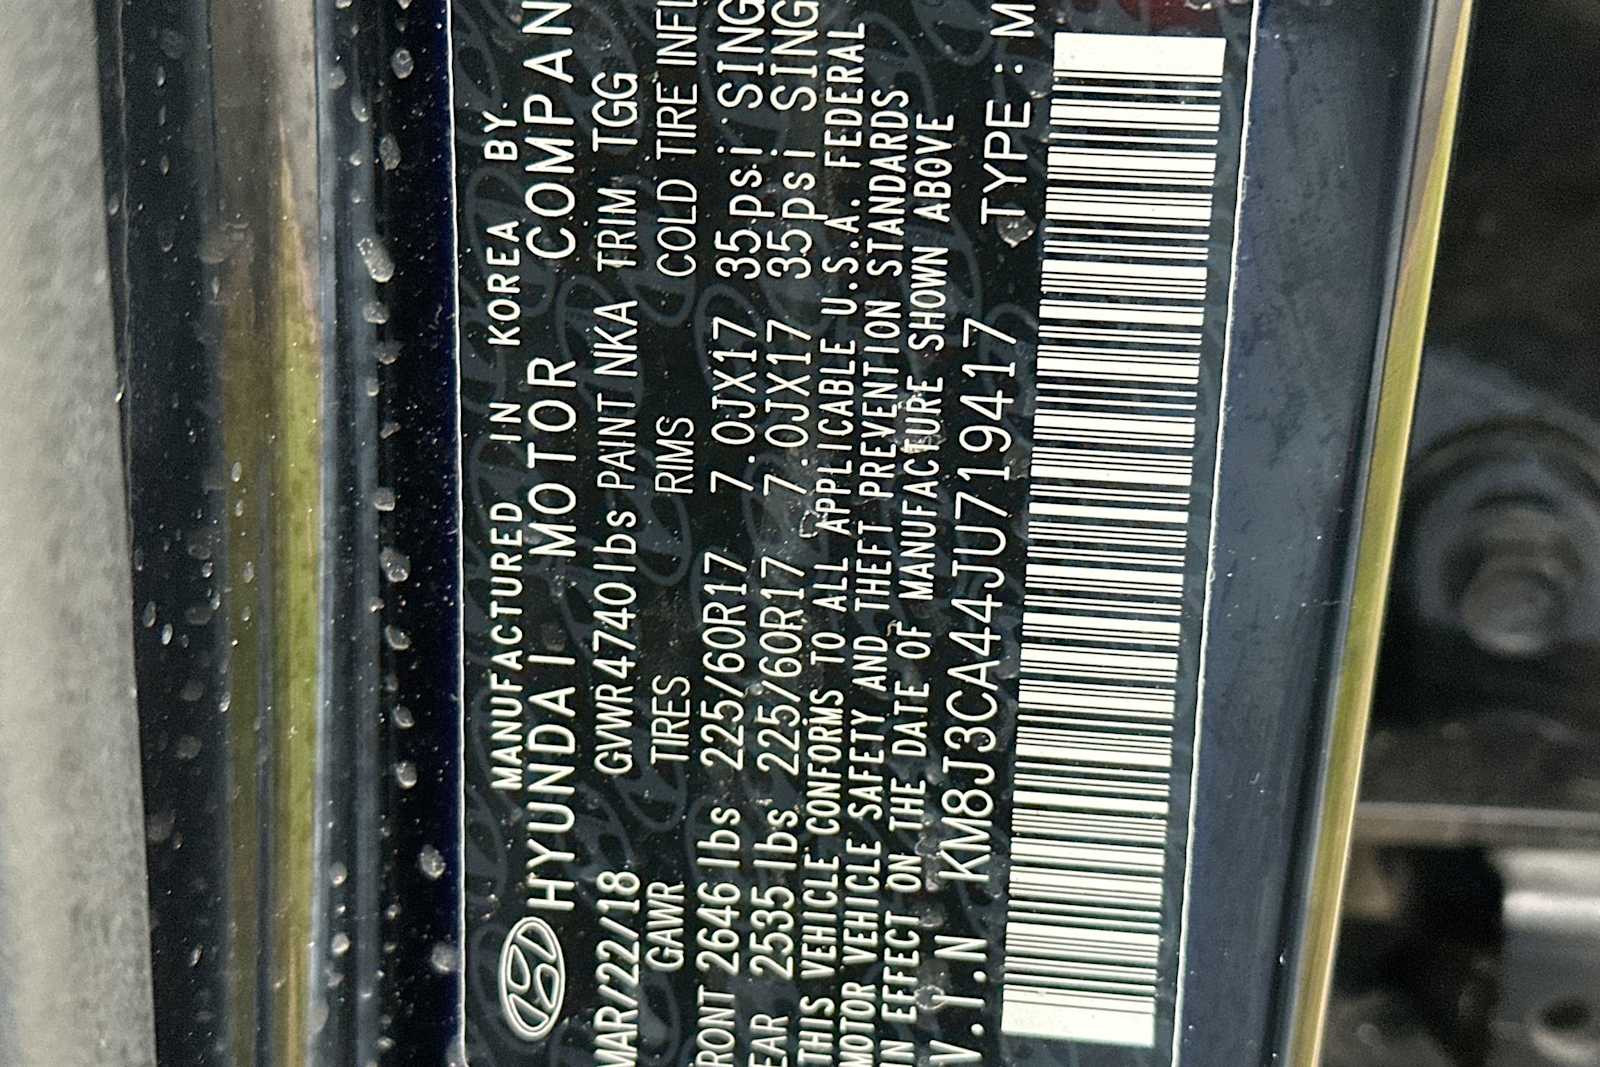 MANUFACTURED IN KOREA BY
HYUNDAI MOTOR COMPAN
MAR/22/18 GVWR4740lbs PAINT NKA TRIM TGG
GAWR TIRES RIMS COLD TIRE INFL
RONT 2646 lbs 225/60R17 7.0JX17 35psi SING
EAR 2535 lbs 225/60R17 7.0JX17 35psi SING
THIS VEHICLE CONFORMS TO ALL APPLICABLE U.S.A. FEDERAL
MOTOR VEHICLE SAFETY AND THEFT PREVENTION STANDARDS
IN EFFECT ON THE DATE OF MANUFACTURE SHOWN ABOVE
V.I.N KM8J3CA44JU719417 TYPE: M